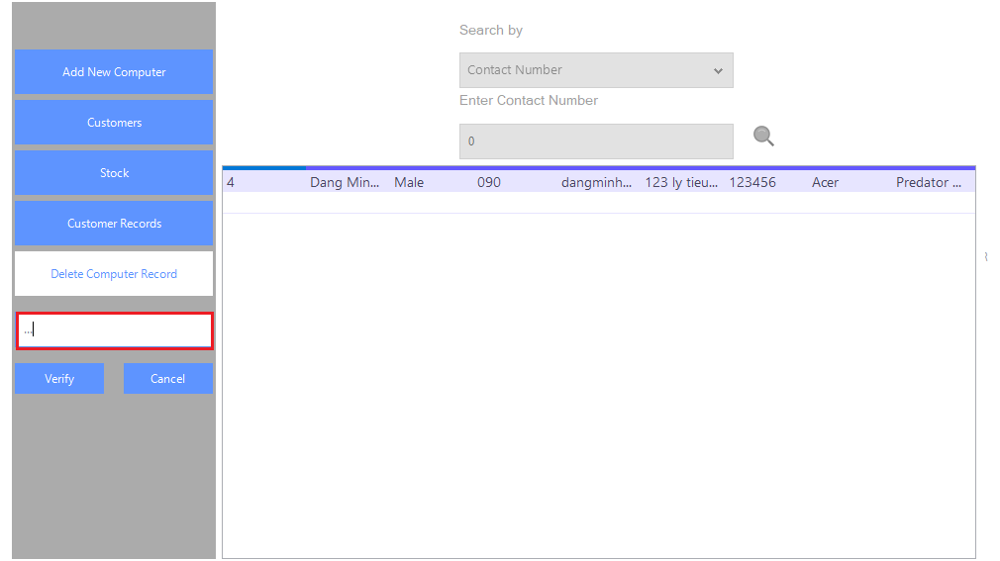 Search by
Contact Number
Enter Contact Number
0
Add New Computer
Customers
Stock
Customer Records
Delete Computer Record
...
Verify Cancel
4 Dang Min... Male 090 dangminh... 123 ly tieu... 123456 Acer Predator ...